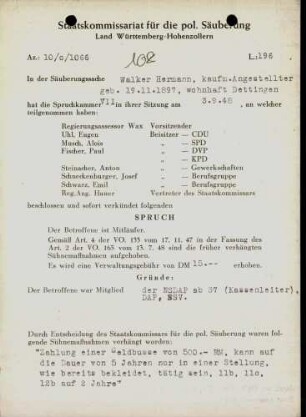 Staatskommissariat für die pol. Säuberung
Land Württemberg-Hohenzollern
Az.: 10/c/1066
108
L: 196
In der Säuberungssache Walker Hermann, kaufm.Angestellter
geb. 19.11.1897, wohnhaft Dettingen
hat die Spruchkammer VII in ihrer Sitzung am 3.9.48, an welcher
teilgenommen haben:
Regierungsassessor Wax Vorsitzender
Uhl, Eugen Beisitzer — CDU
Musch, Alois „ — SPD
Fischer, Paul „ — DVP
„ — KPD
Steinacher, Anton „ — Gewerkschaften
Schneckenburger, Josef „ — Berufsgruppe
Schwarz, Emil „ — Berufsgruppe
Reg.Ang. Hauer Vertreter des Staatskommissars
beschlossen und sofort verkündet folgenden
SPRUCH
Der Betroffene ist Mitläufer.
Gemäß Art. 4 der VO. 133 vom 17. 11. 47 in der Fassung des
Art. 2 der VO. 165 vom 13. 7. 48 sind die früher verhängten
Sühnemaßnahmen aufgehoben.
Es wird eine Verwaltungsgebühr von DM 15.-- erhoben.
Gründe:
Der Betroffene war Mitglied der NSDAP ab 37 (Kassenleiter),
DAF, NSV.
Durch Entscheidung des Staatskommissars für die pol. Säuberung waren fol-
gende Sühnemaßnahmen verhängt worden:
"Zahlung einer Geldbusse von 500.- RM, kann auf
die Dauer von 5 Jahren nur in einer Stellung,
wie bereits bekleidet, tätig sein, 11b, 11c,
12b auf 2 Jahre"